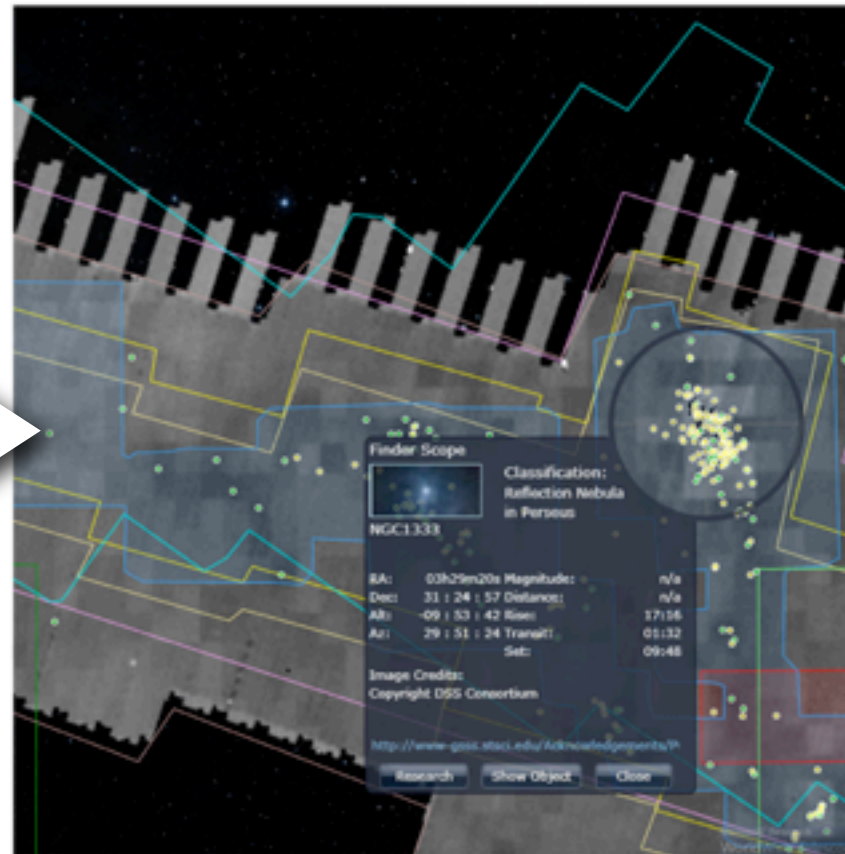 Finder Scope
Classification:
Reflection Nebula
in Perseus
NGC1333
RA: 03h29m20s Magnitude: n/a
Dec: 31 : 24 : 57 Distance: n/a
Alt: -09 : 53 : 42 Rise: 17:16
Az: 29 : 51 : 24 Transit: 01:32
Set: 09:48
Image Credits:
Copyright DSS Consortium
http://www-gsss.stsci.edu/Acknowledgements/
Research Show Object Close